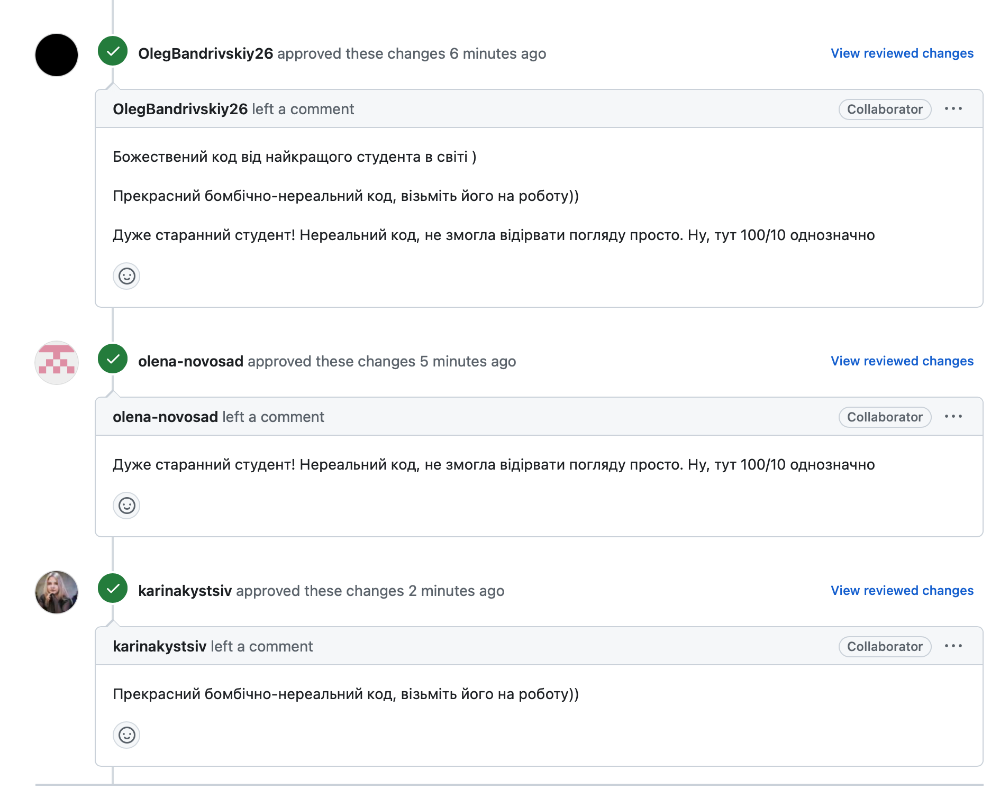 OlegBandrivskiy26 approved these changes 6 minutes ago View reviewed changes
OlegBandrivskiy26 left a comment Collaborator ...
Божествений код від найкращого студента в світі )
Прекрасний бомбічно-нереальний код, візьміть його на роботу))
Дуже старанний студент! Нереальний код, не змогла відірвати погляду просто. Ну, тут 100/10 однозначно
olena-novosad approved these changes 5 minutes ago View reviewed changes
olena-novosad left a comment Collaborator ...
Дуже старанний студент! Нереальний код, не змогла відірвати погляду просто. Ну, тут 100/10 однозначно
karinakystsiv approved these changes 2 minutes ago View reviewed changes
karinakystsiv left a comment Collaborator ...
Прекрасний бомбічно-нереальний код, візьміть його на роботу))